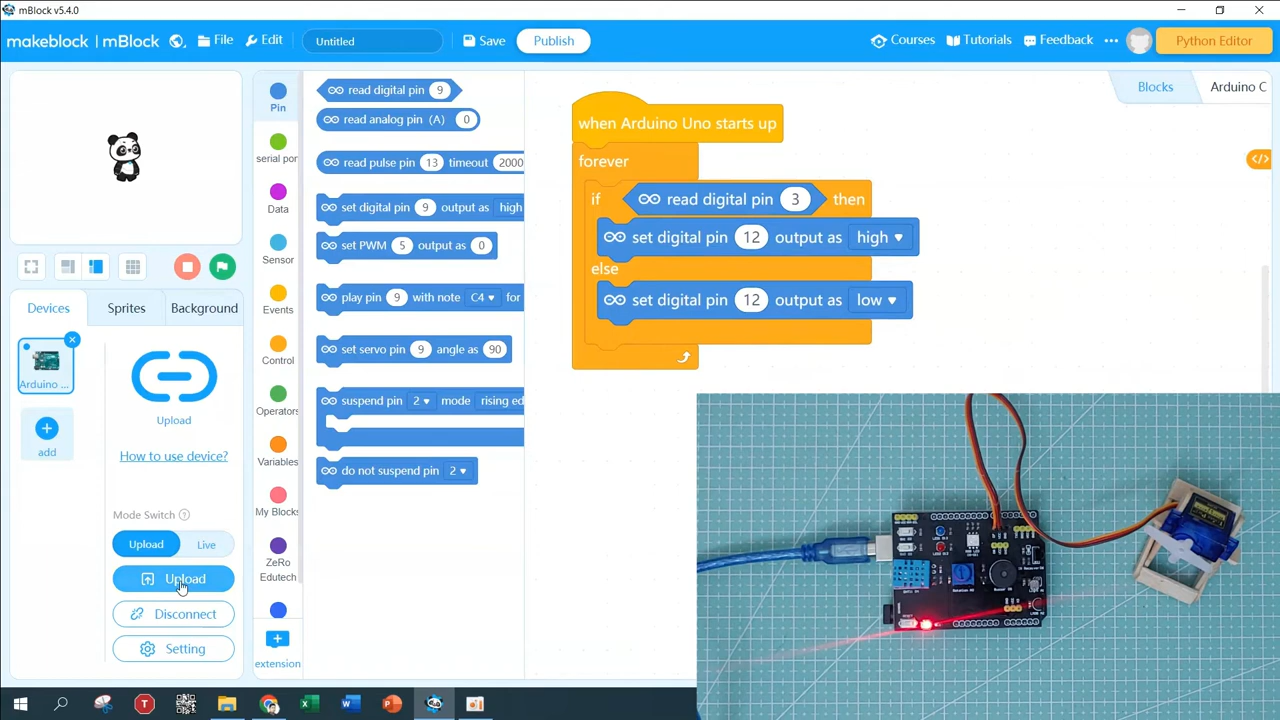 mBlock v5.4.0
makeblock | mBlock
File
Edit
Untitled
Save
Publish
Courses
Tutorials
Feedback
Python Editor
Devices
Sprites
Background
Arduino ...
add
Upload
How to use device?
Mode Switch ?
Upload
Live
Upload
Disconnect
Setting
Pin
serial por
Data
Sensor
Events
Control
Operators
Variables
My Blocks
ZeRo
Edutech
extension
read digital pin 9
read analog pin (A) 0
read pulse pin 13 timeout 2000
set digital pin 9 output as high
set PWM 5 output as 0
play pin 9 with note C4 for
set servo pin 9 angle as 90
suspend pin 2 mode rising ed
do not suspend pin 2
Blocks
Arduino C
</>
when Arduino Uno starts up
forever
if read digital pin 3 then
set digital pin 12 output as high
else
set digital pin 12 output as low